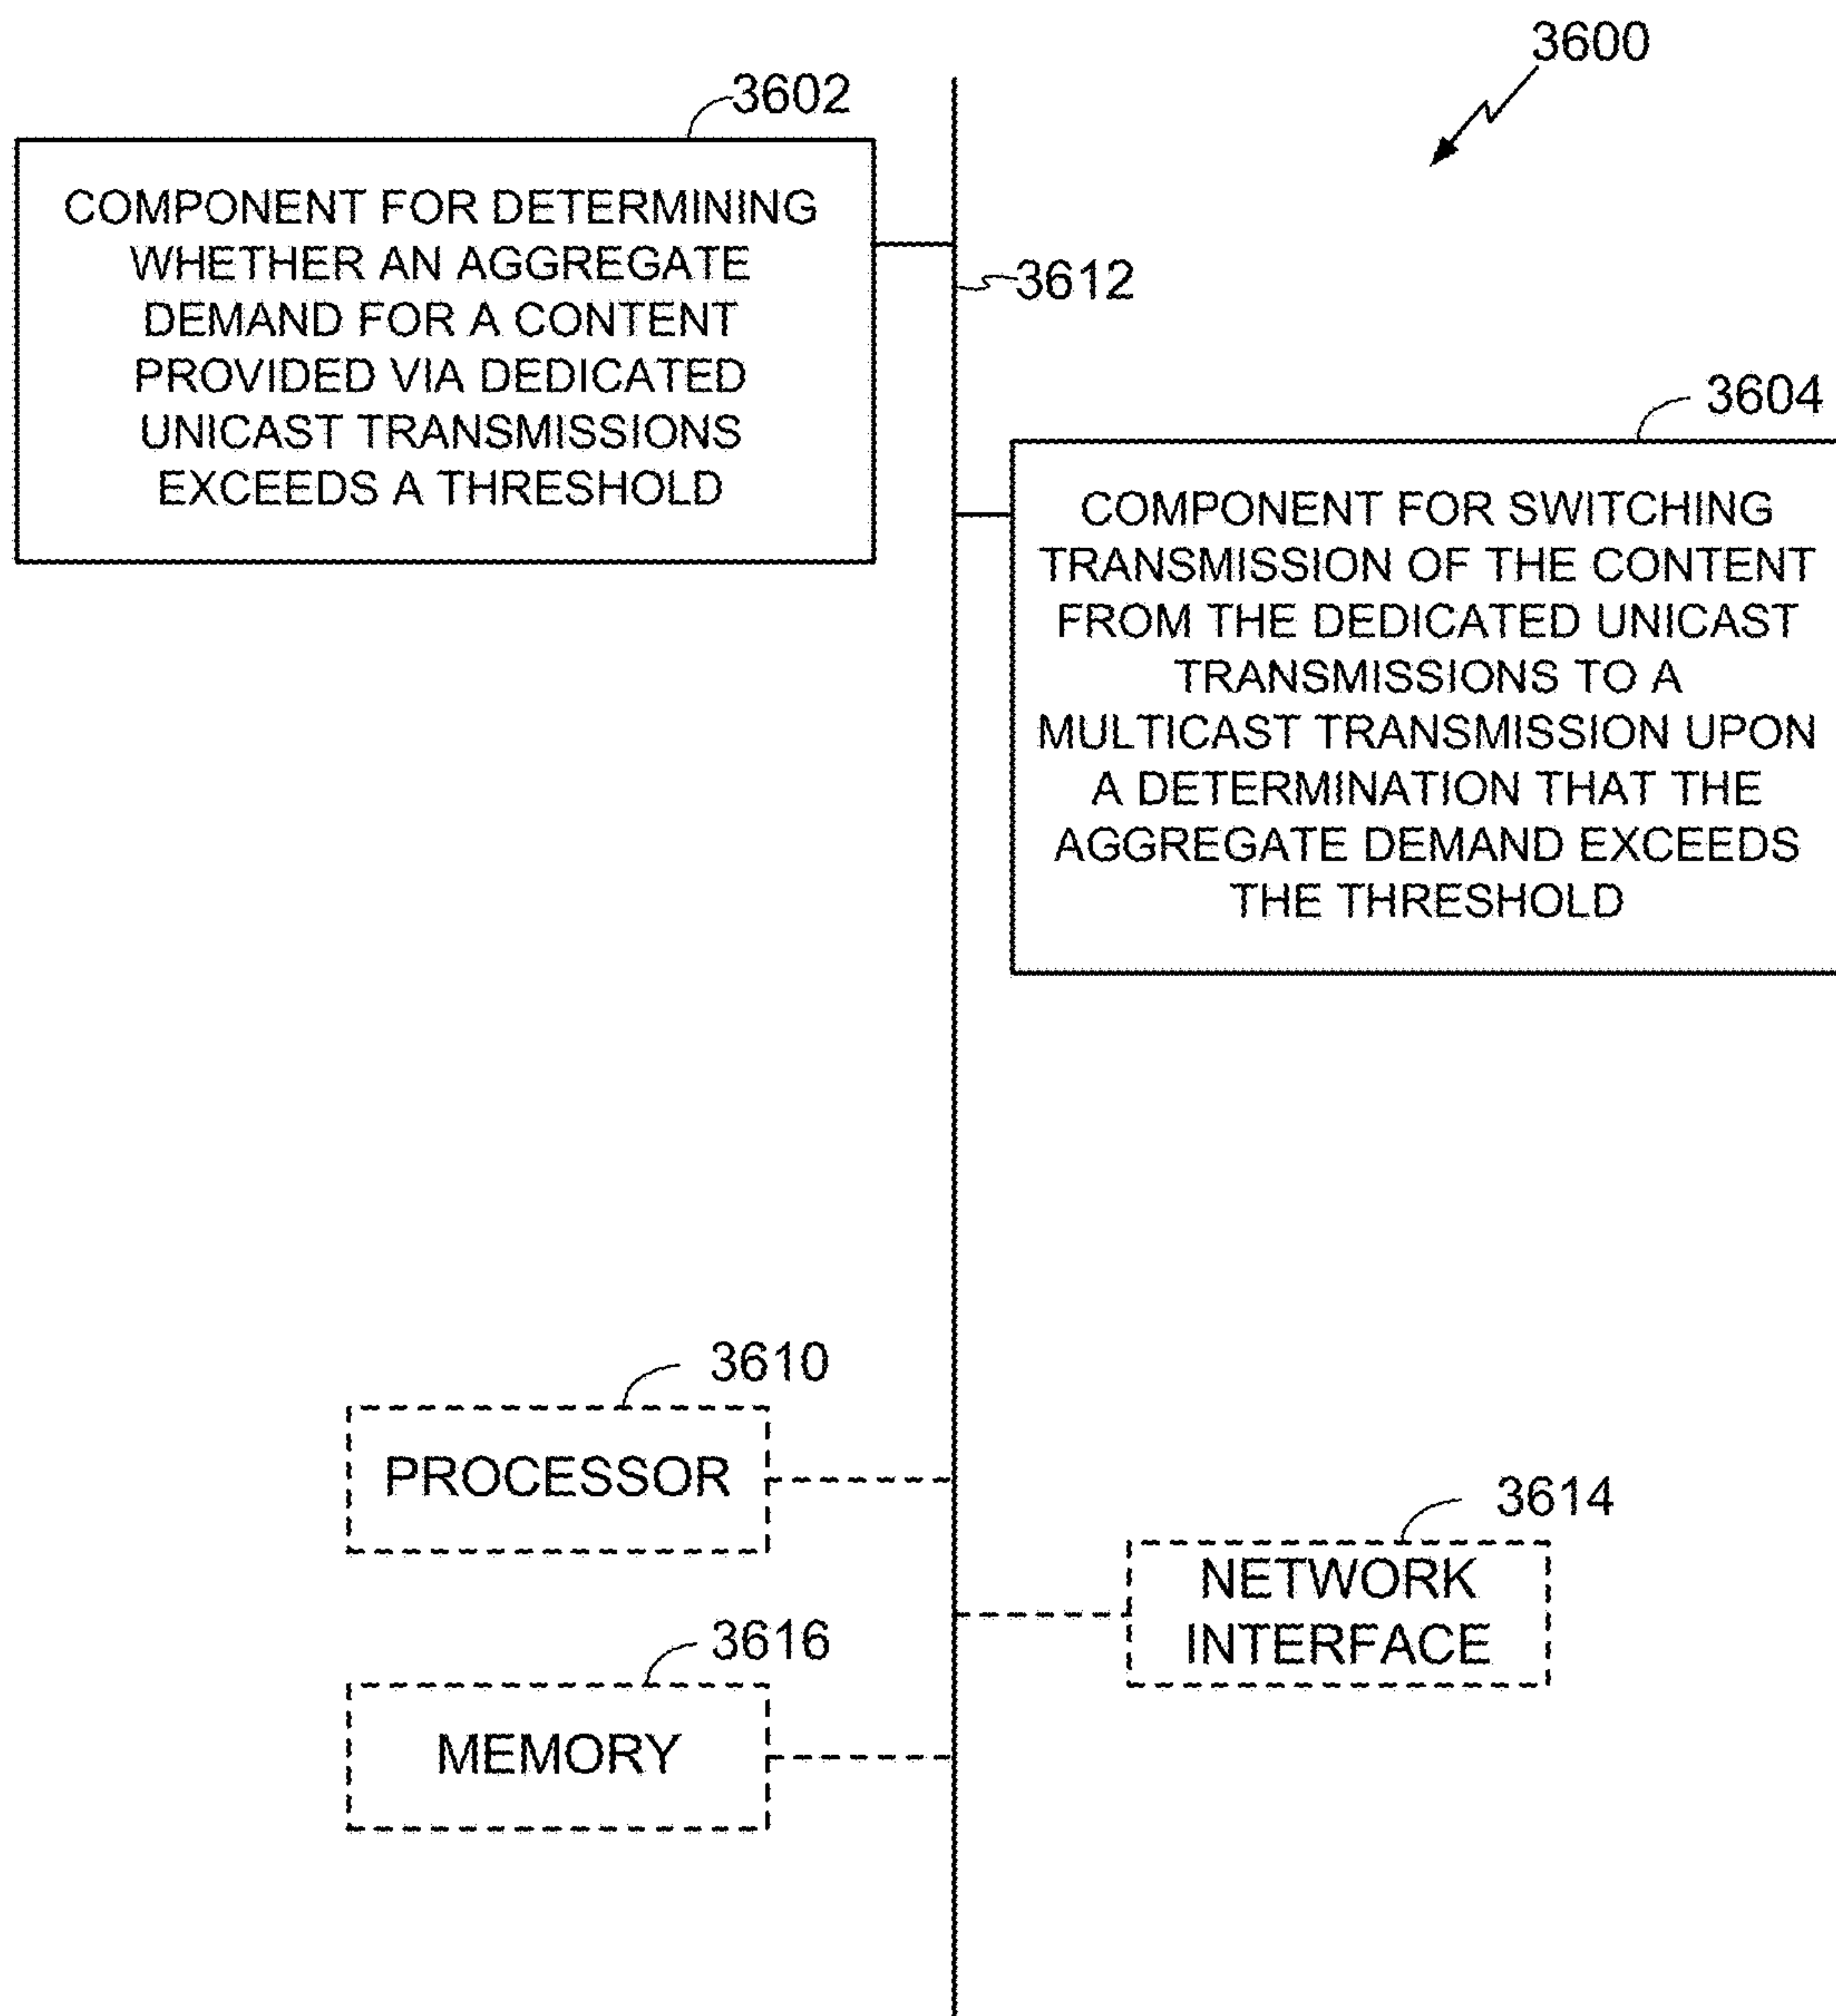 3600
3602
COMPONENT FOR DETERMINING
WHETHER AN AGGREGATE
DEMAND FOR A CONTENT
PROVIDED VIA DEDICATED
UNICAST TRANSMISSIONS
EXCEEDS A THRESHOLD
3612
3604
COMPONENT FOR SWITCHING
TRANSMISSION OF THE CONTENT
FROM THE DEDICATED UNICAST
TRANSMISSIONS TO A
MULTICAST TRANSMISSION UPON
A DETERMINATION THAT THE
AGGREGATE DEMAND EXCEEDS
THE THRESHOLD
3610
PROCESSOR
3614
NETWORK
INTERFACE
3616
MEMORY